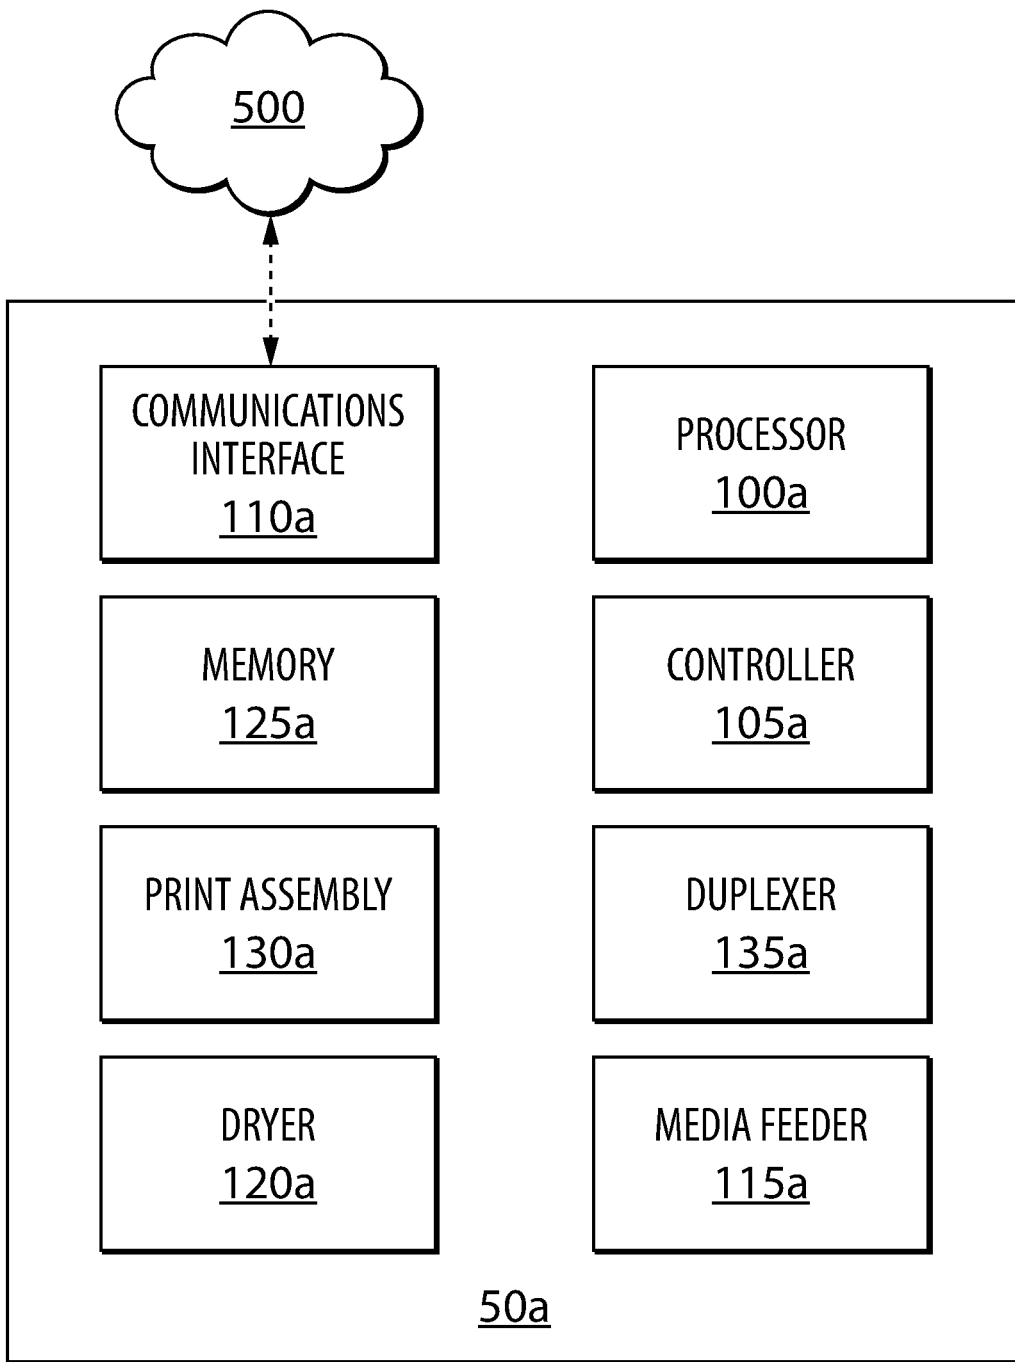 500
COMMUNICATIONS
INTERFACE
110a
PROCESSOR
100a
MEMORY
125a
CONTROLLER
105a
PRINT ASSEMBLY
130a
DUPLEXER
135a
DRYER
120a
MEDIA FEEDER
115a
50a